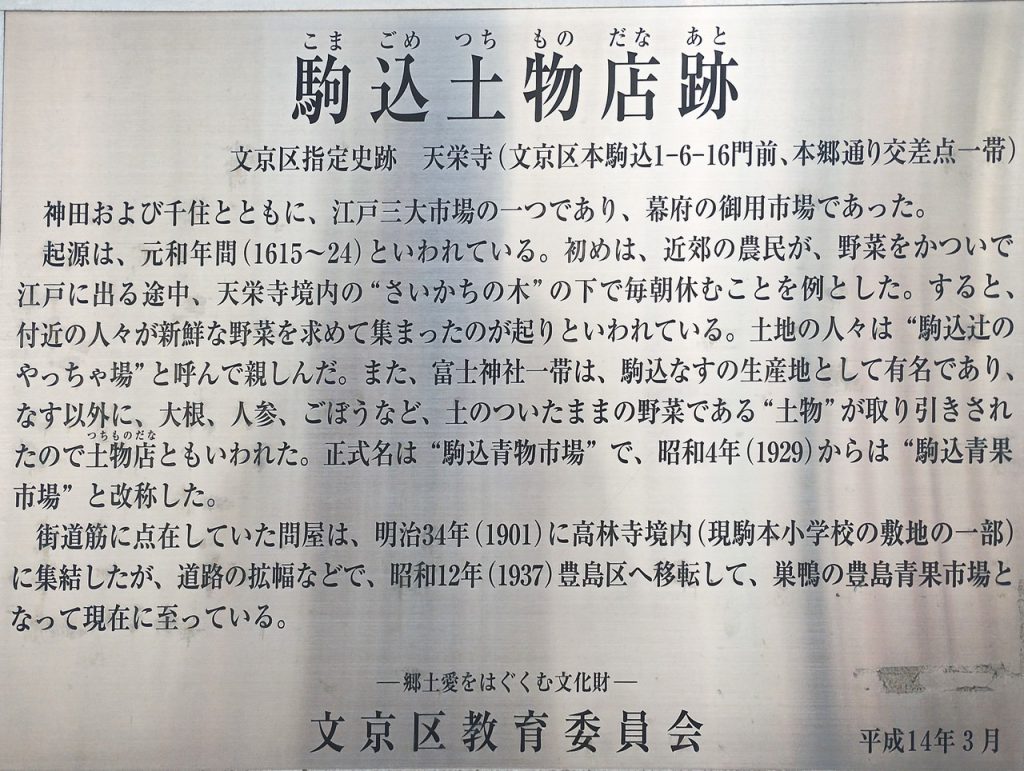 こま ごめ つち もの だな あと
駒込土物店跡
文京区指定史跡　天栄寺（文京区本駒込1-6-16門前、本郷通り交差点一帯）
神田および千住とともに、江戸三大市場の一つであり、幕府の御用市場であった。
起源は、元和年間（1615～24）といわれている。初めは、近郊の農民が、野菜をかついで
江戸に出る途中、天栄寺境内の“さいかちの木”の下で毎朝休むことを例とした。すると、
付近の人々が新鮮な野菜を求めて集まったのが起りといわれている。土地の人々は“駒込辻の
やっちゃ場”と呼んで親しんだ。また、富士神社一帯は、駒込なすの生産地として有名であり、
なす以外に、大根、人参、ごぼうなど、土のついたままの野菜である“土物”が取り引きされ
つちものだな
たので土物店ともいわれた。正式名は“駒込青物市場”で、昭和4年（1929）からは“駒込青果
市場”と改称した。
街道筋に点在していた問屋は、明治34年（1901）に高林寺境内（現駒本小学校の敷地の一部）
に集結したが、道路の拡幅などで、昭和12年（1937）豊島区へ移転して、巣鴨の豊島青果市場と
なって現在に至っている。
―郷土愛をはぐくむ文化財―
文京区教育委員会
平成14年3月